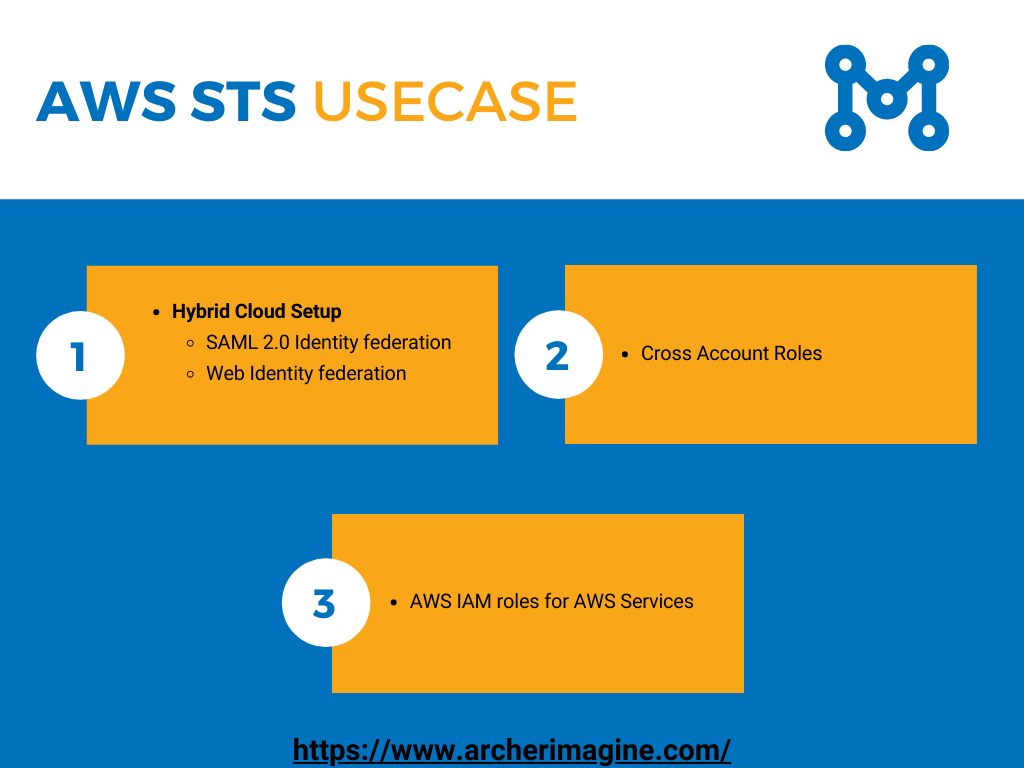 AWS STS USECASE
1
• Hybrid Cloud Setup
◦ SAML 2.0 Identity federation
◦ Web Identity federation
2
• Cross Account Roles
3
• AWS IAM roles for AWS Services
https://www.archerimagine.com/